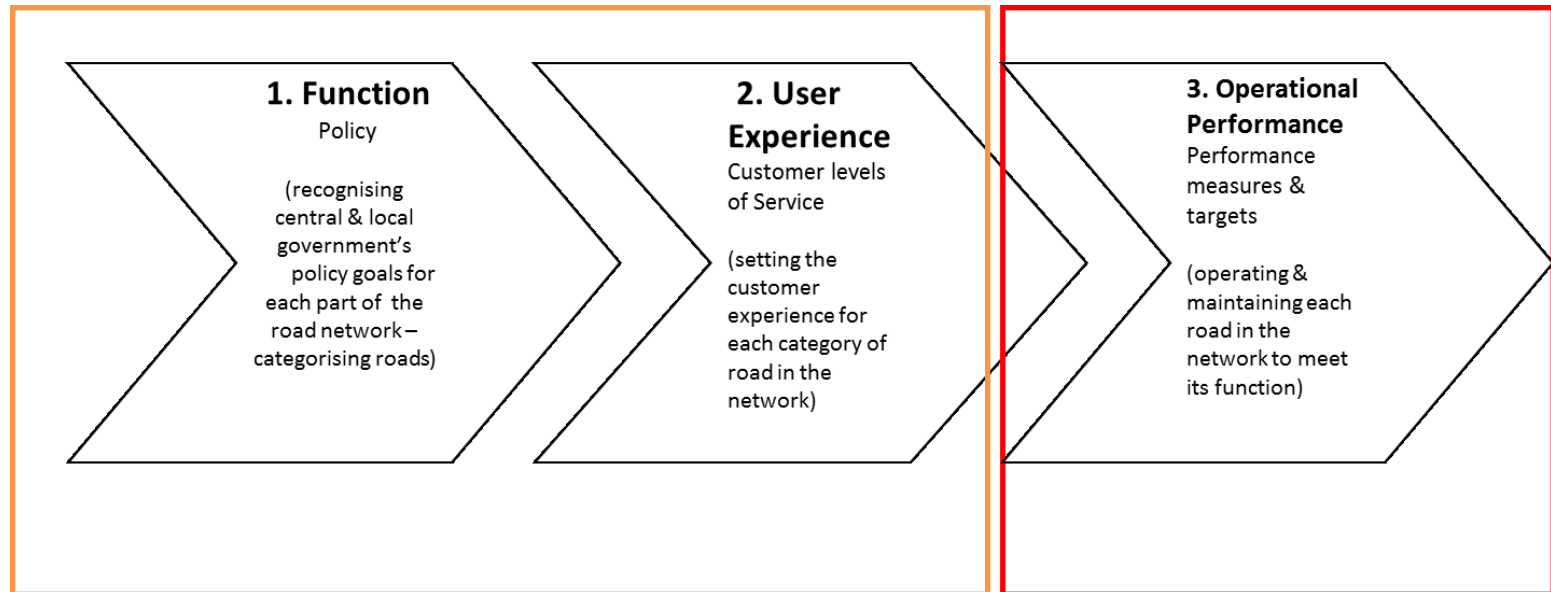 1. Function
Policy
(recognising
central & local
government’s
policy goals for
each part of the
road network –
categorising roads)
2. User
Experience
Customer levels
of Service
(setting the
customer
experience for
each category of
road in the
network)
3. Operational
Performance
Performance
measures &
targets
(operating &
maintaining each
road in the
network to meet
its function)